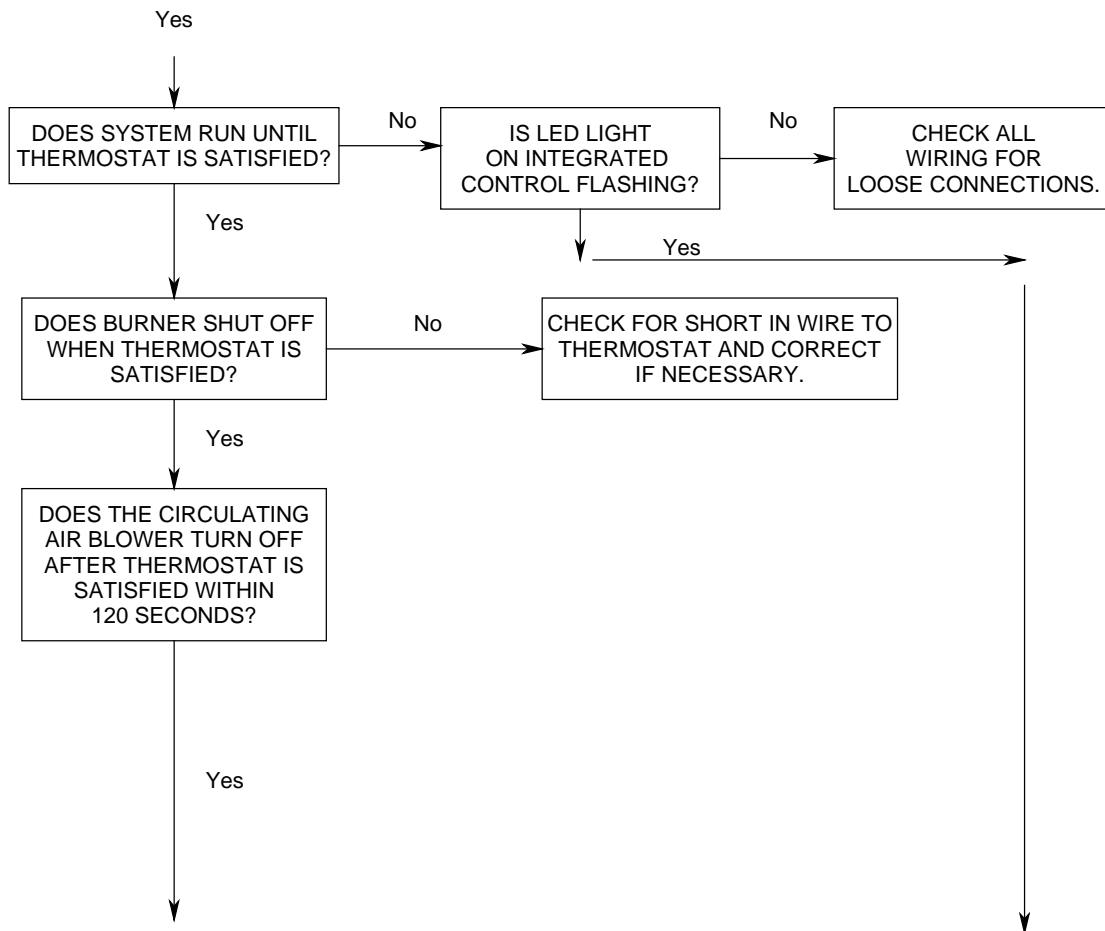 Yes
DOES SYSTEM RUN UNTIL
THERMOSTAT IS SATISFIED?
No
IS LED LIGHT
ON INTEGRATED
CONTROL FLASHING?
No
CHECK ALL
WIRING FOR
LOOSE CONNECTIONS.
Yes
Yes
DOES BURNER SHUT OFF
WHEN THERMOSTAT IS
SATISFIED?
No
CHECK FOR SHORT IN WIRE TO
THERMOSTAT AND CORRECT
IF NECESSARY.
Yes
DOES THE CIRCULATING
AIR BLOWER TURN OFF
AFTER THERMOSTAT IS
SATISFIED WITHIN
120 SECONDS?
Yes